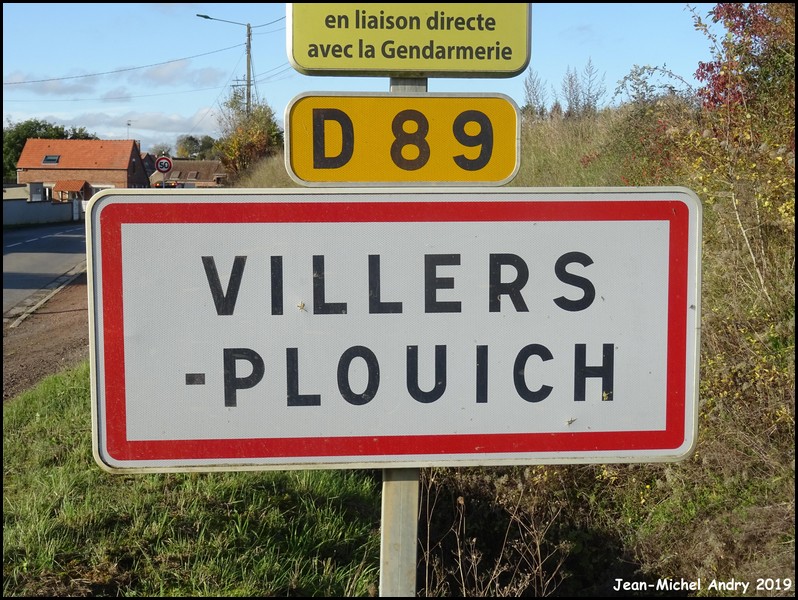 en liaison directe
avec la Gendarmerie
D 89
50
VILLERS
-PLOUICH
Jean-Michel Andry 2019